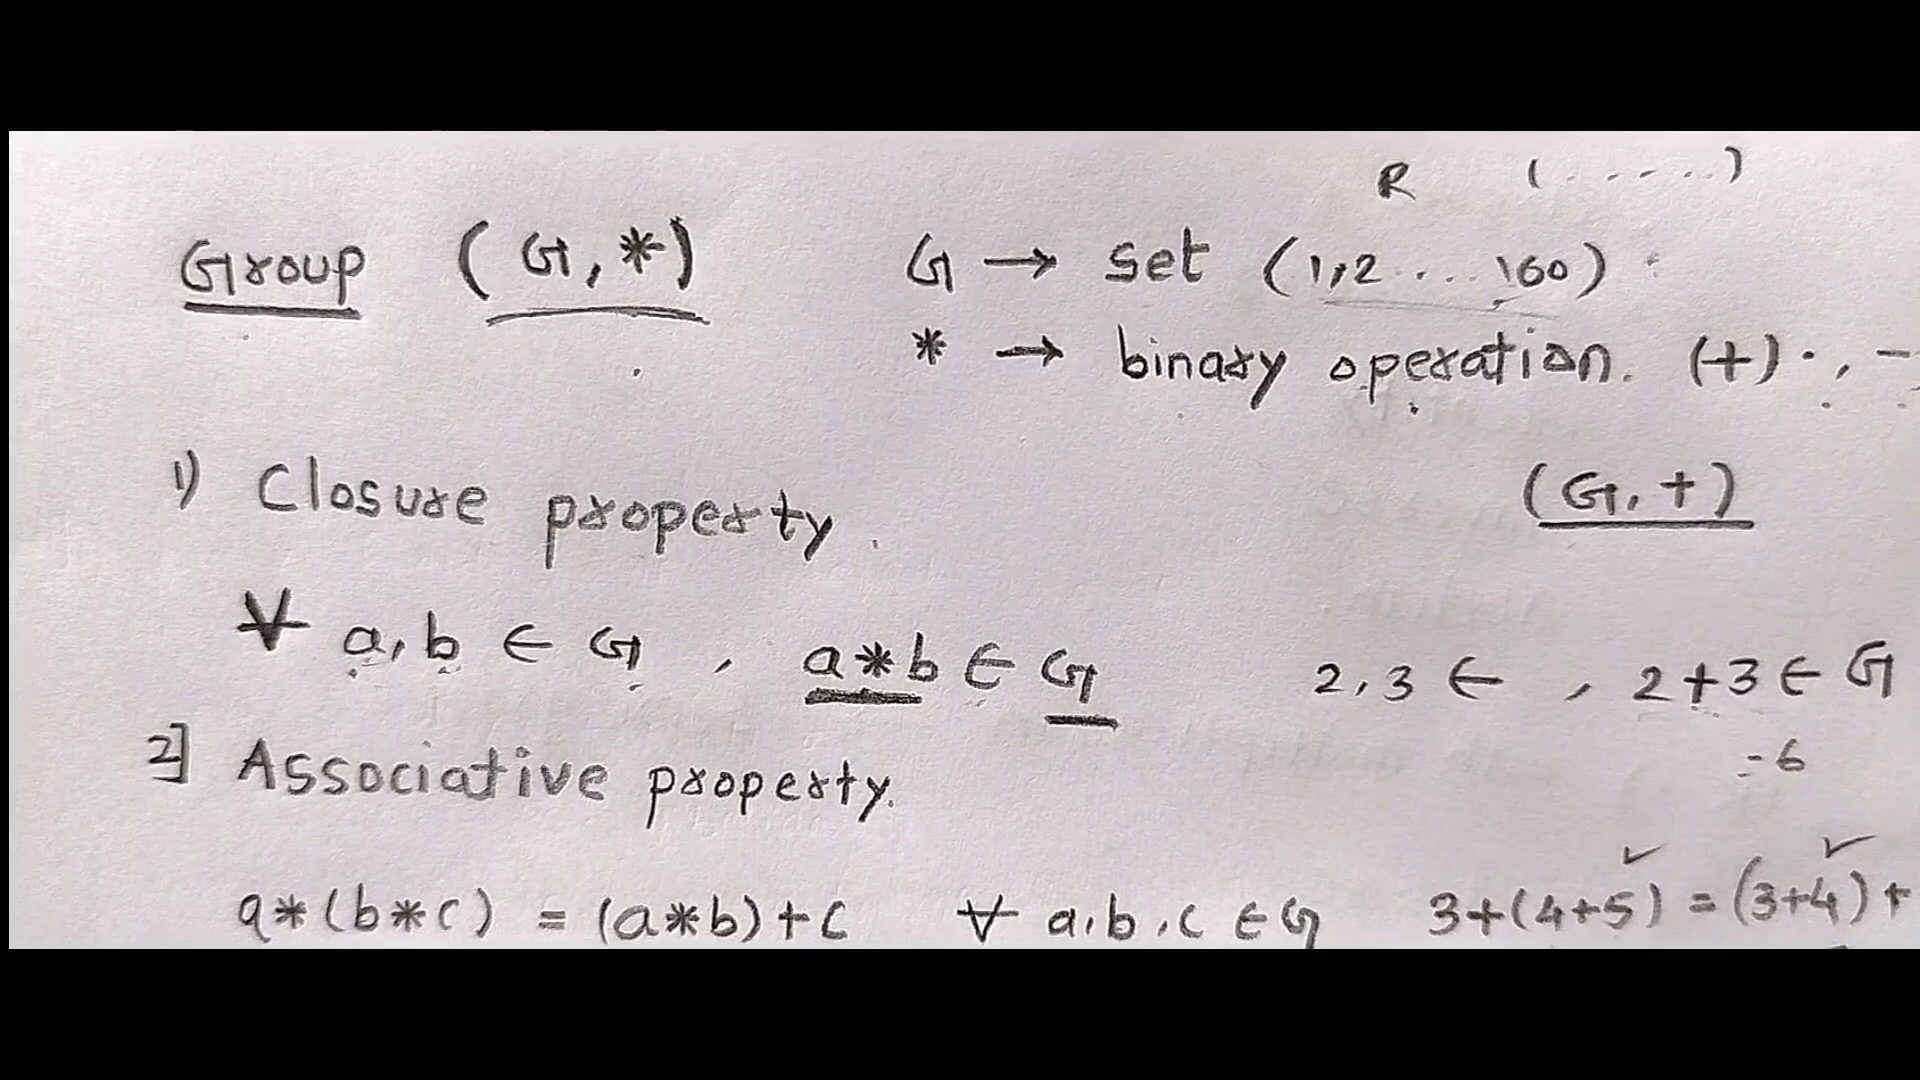 R (.....)
Group (G,*) G → set (1,2....160)
* → binary operation. (+) ·, -,
1) Closure property.
(G,+)
∀ a,b ∈ G , a*b ∈ G 2,3 ∈ , 2+3 ∈ G
-6
2] Associative property.
a*(b*c) = (a*b)+c ∀ a,b,c ∈ G 3+(4+5) = (3+4)+